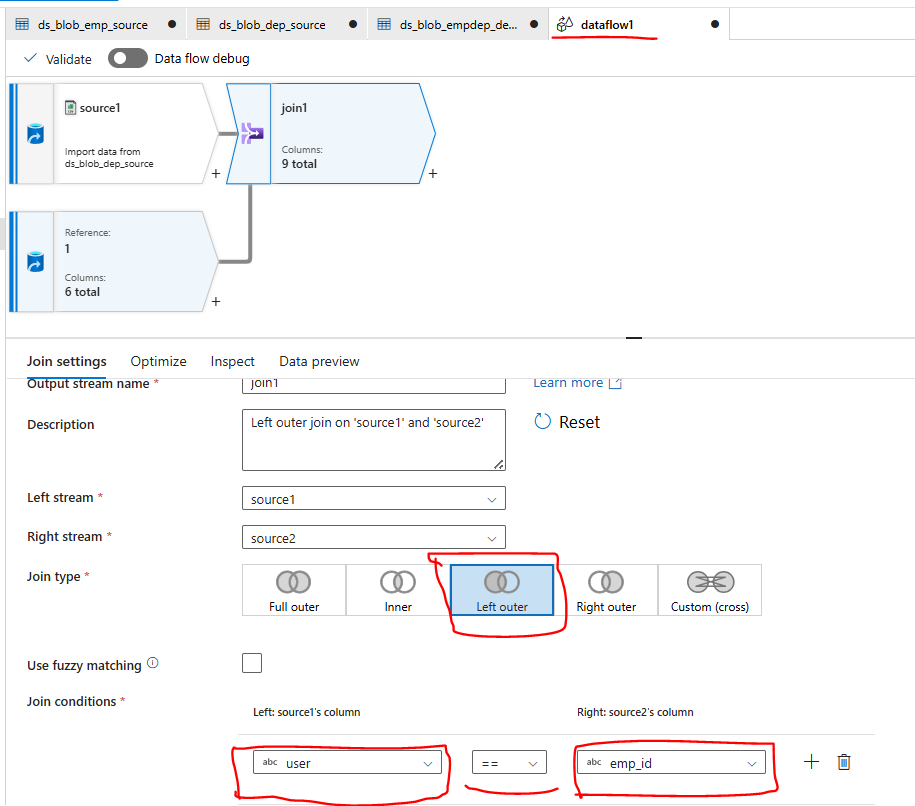 ds_blob_emp_source
ds_blob_dep_source
ds_blob_empdep_de...
dataflow1
Validate
Data flow debug
source1
Import data from
ds_blob_dep_source
+
join1
Columns:
9 total
+
Reference:
1
Columns:
6 total
+
Join settings
Optimize
Inspect
Data preview
Output stream name *
join1
Learn more
Description
Left outer join on 'source1' and 'source2'
Reset
Left stream *
source1
Right stream *
source2
Join type *
Full outer
Inner
Left outer
Right outer
Custom (cross)
Use fuzzy matching
Join conditions *
Left: source1's column
Right: source2's column
abc user
==
abc emp_id
+